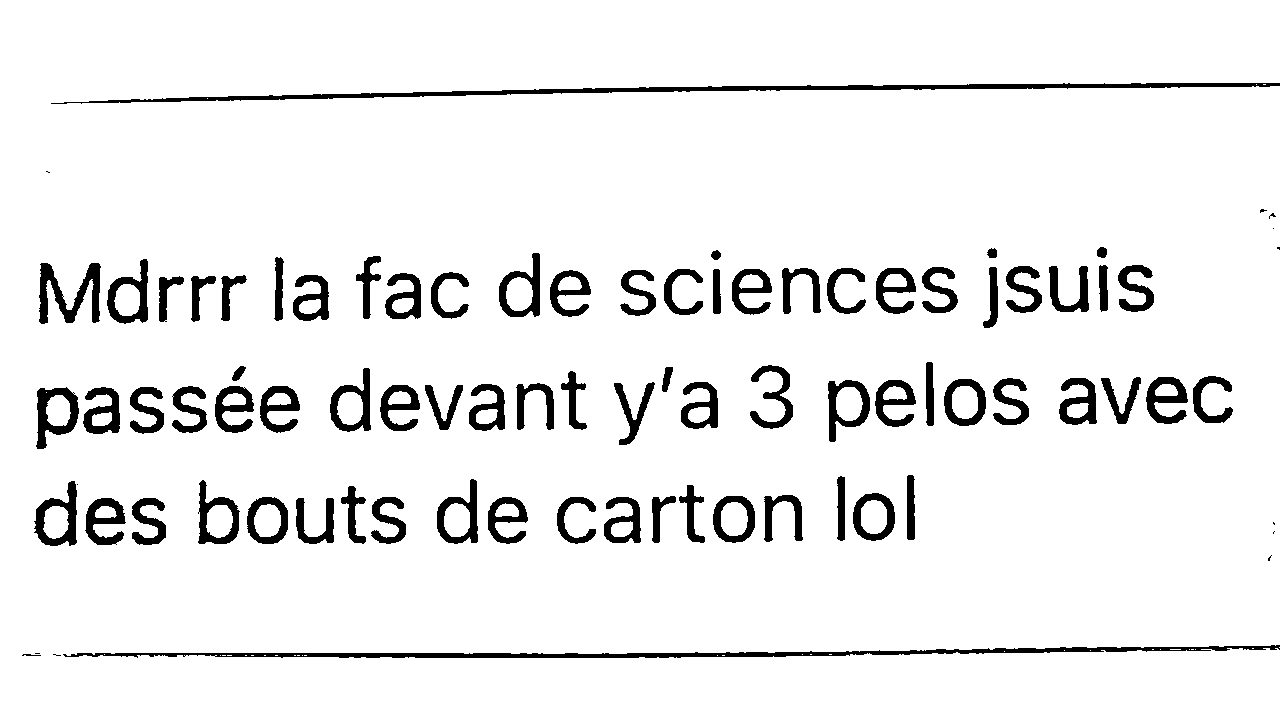 Mdrrr la fac de sciences jsuis
passée devant y'a 3 pelos avec
des bouts de carton lol